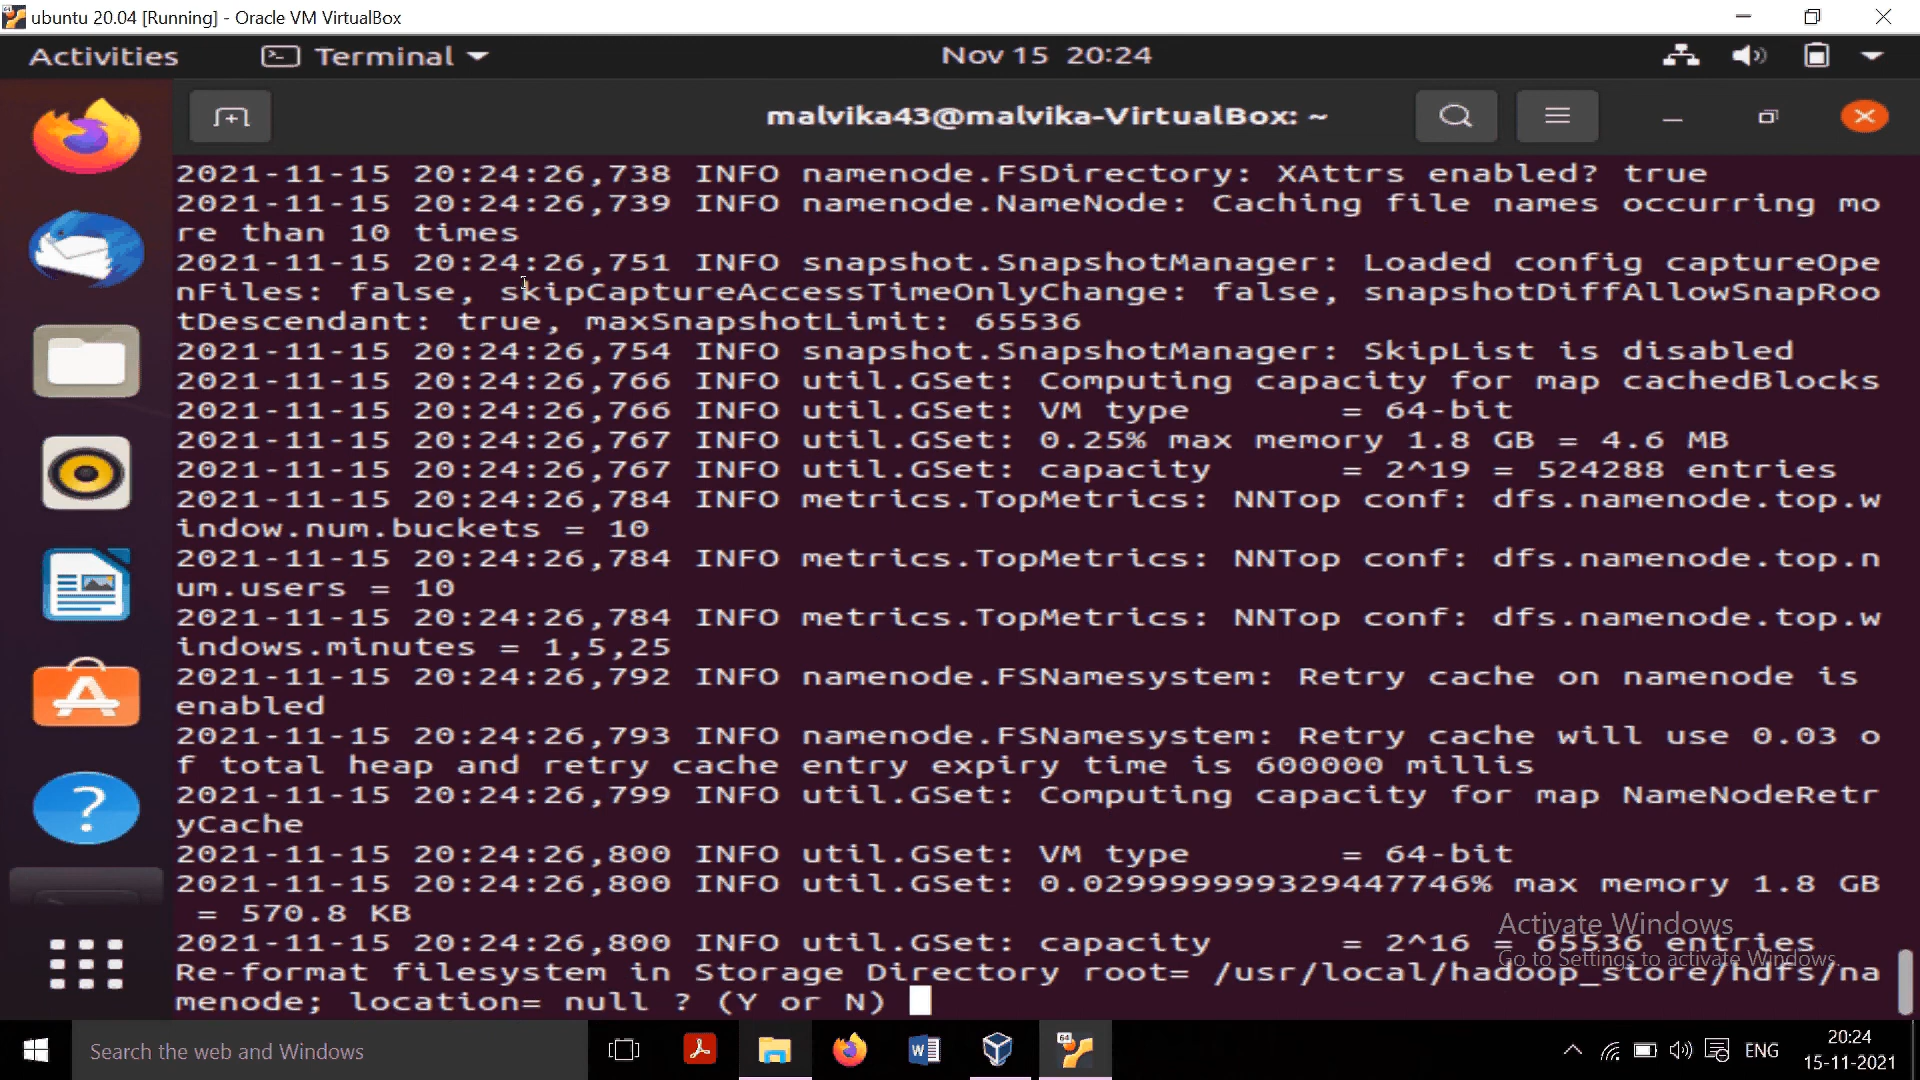 ubuntu 20.04 [Running] - Oracle VM VirtualBox
Activities Terminal Nov 15 20:24
malvika43@malvika-VirtualBox: ~
2021-11-15 20:24:26,738 INFO namenode.FSDirectory: XAttrs enabled? true
2021-11-15 20:24:26,739 INFO namenode.NameNode: Caching file names occurring mo
re than 10 times
2021-11-15 20:24:26,751 INFO snapshot.SnapshotManager: Loaded config captureOpe
nFiles: false, skipCaptureAccessTimeOnlyChange: false, snapshotDiffAllowSnapRoo
tDescendant: true, maxSnapshotLimit: 65536
2021-11-15 20:24:26,754 INFO snapshot.SnapshotManager: SkipList is disabled
2021-11-15 20:24:26,766 INFO util.GSet: Computing capacity for map cachedBlocks
2021-11-15 20:24:26,766 INFO util.GSet: VM type       = 64-bit
2021-11-15 20:24:26,767 INFO util.GSet: 0.25% max memory 1.8 GB = 4.6 MB
2021-11-15 20:24:26,767 INFO util.GSet: capacity      = 2^19 = 524288 entries
2021-11-15 20:24:26,784 INFO metrics.TopMetrics: NNTop conf: dfs.namenode.top.w
indow.num.buckets = 10
2021-11-15 20:24:26,784 INFO metrics.TopMetrics: NNTop conf: dfs.namenode.top.n
um.users = 10
2021-11-15 20:24:26,784 INFO metrics.TopMetrics: NNTop conf: dfs.namenode.top.w
indows.minutes = 1,5,25
2021-11-15 20:24:26,792 INFO namenode.FSNamesystem: Retry cache on namenode is
enabled
2021-11-15 20:24:26,793 INFO namenode.FSNamesystem: Retry cache will use 0.03 o
f total heap and retry cache entry expiry time is 600000 millis
2021-11-15 20:24:26,799 INFO util.GSet: Computing capacity for map NameNodeRetr
yCache
2021-11-15 20:24:26,800 INFO util.GSet: VM type       = 64-bit
2021-11-15 20:24:26,800 INFO util.GSet: 0.029999999329447746% max memory 1.8 GB
 = 570.8 KB
2021-11-15 20:24:26,800 INFO util.GSet: capacity      = 2^16 = 65536 entries
Re-format filesystem in Storage Directory root= /usr/local/hadoop_store/hdfs/na
menode; location= null ? (Y or N)
Activate Windows
Go to Settings to activate Windows.
Search the web and Windows
ENG
20:24
15-11-2021